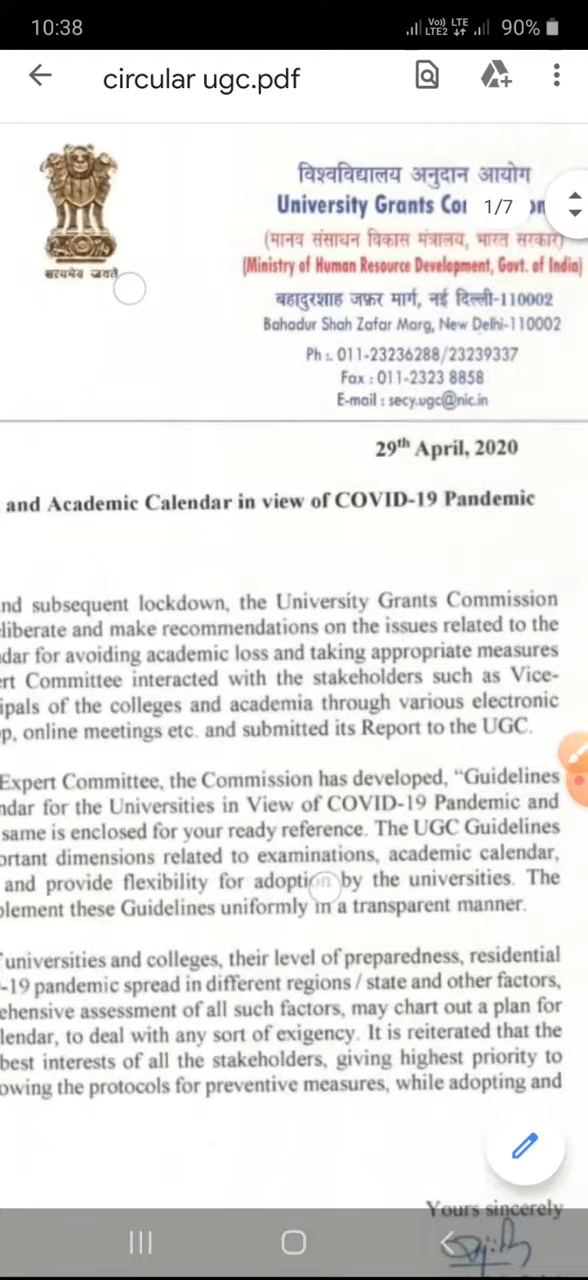 10:38
Vo)) LTE
LTE2
90%
circular ugc.pdf
विश्वविद्यालय अनुदान आयोग
University Grants Co
1/7
(मानव संसाधन विकास मंत्रालय, भारत सरकार)
(Ministry of Human Resource Development, Govt. of India)
बहादुरशाह ज़फ़र मार्ग, नई दिल्ली-110002
Bahadur Shah Zafar Marg, New Delhi-110002
Ph :. 011-23236288/23239337
Fax : 011-2323 8858
E-mail : secy.ugc@nic.in
सत्यमेव जयते
29th April, 2020
and Academic Calendar in view of COVID-19 Pandemic
nd subsequent lockdown, the University Grants Commission
liberate and make recommendations on the issues related to the
dar for avoiding academic loss and taking appropriate measures
rt Committee interacted with the stakeholders such as Vice-
ipals of the colleges and academia through various electronic
p, online meetings etc. and submitted its Report to the UGC.
Expert Committee, the Commission has developed, “Guidelines
ndar for the Universities in View of COVID-19 Pandemic and
same is enclosed for your ready reference. The UGC Guidelines
ortant dimensions related to examinations, academic calendar,
and provide flexibility for adoption by the universities. The
plement these Guidelines uniformly in a transparent manner.
universities and colleges, their level of preparedness, residential
-19 pandemic spread in different regions / state and other factors,
ehensive assessment of all such factors, may chart out a plan for
lendar, to deal with any sort of exigency. It is reiterated that the
best interests of all the stakeholders, giving highest priority to
owing the protocols for preventive measures, while adopting and
Yours sincerely